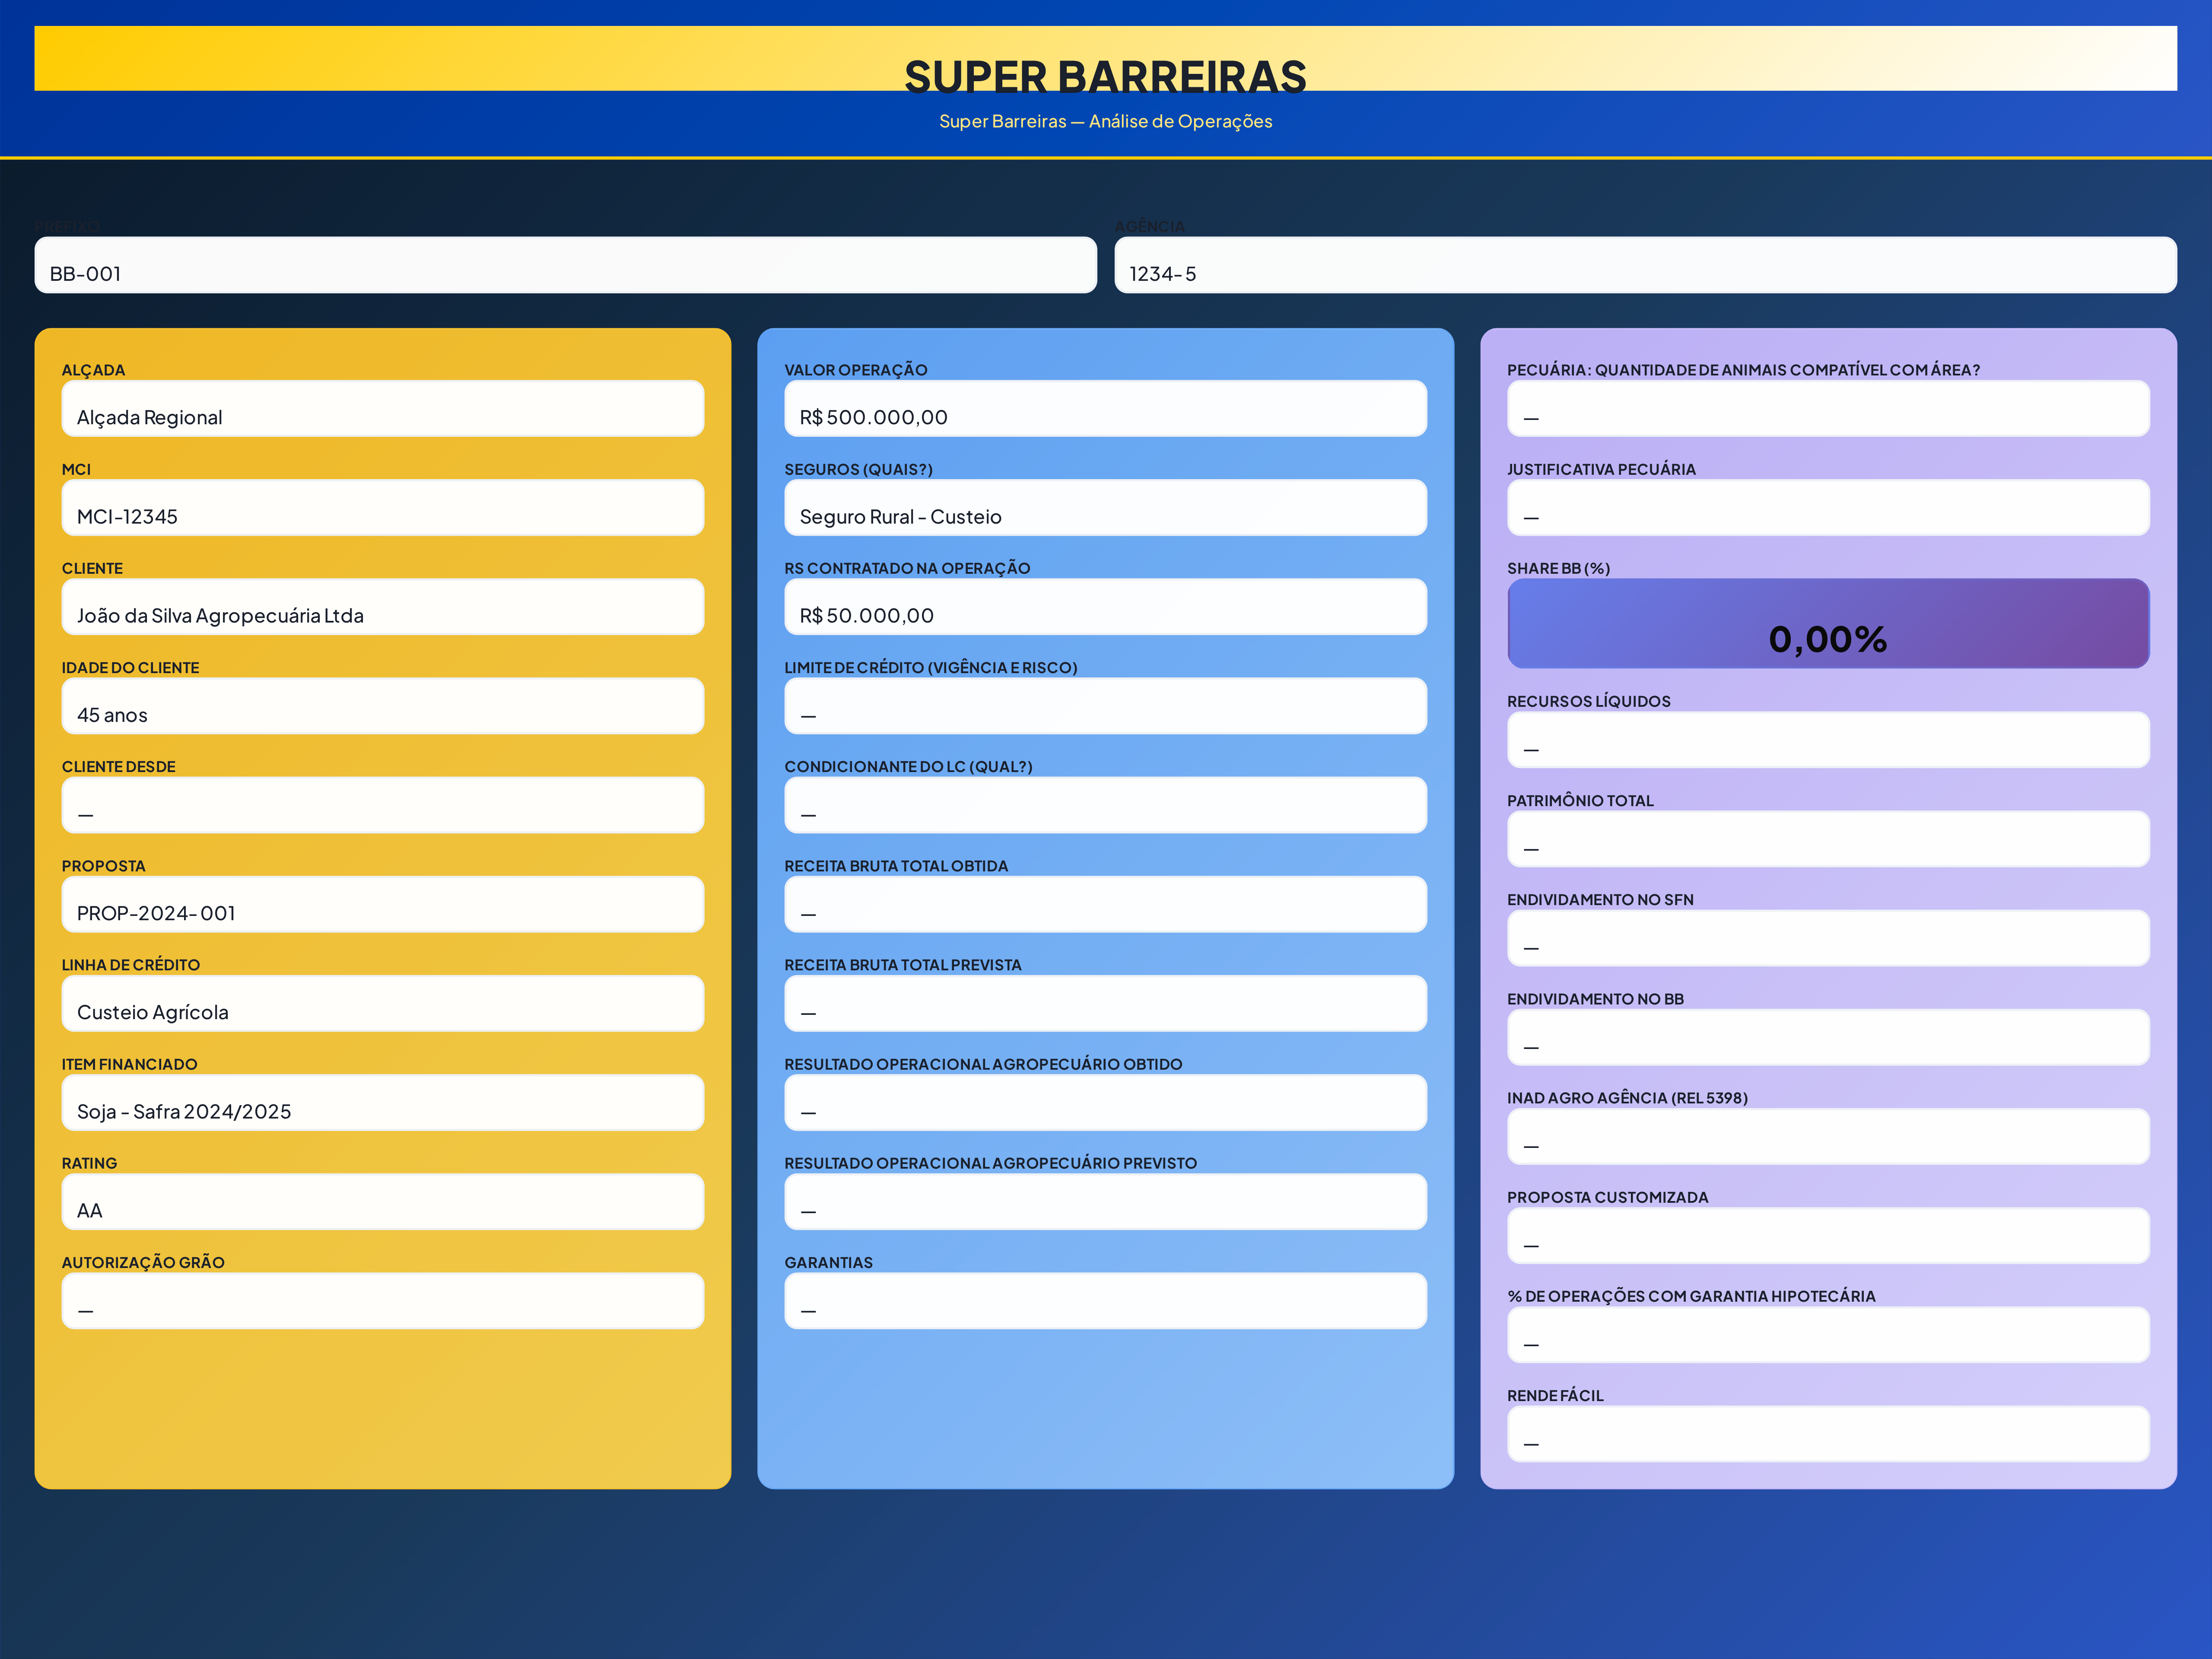 SUPER BARREIRAS
Super Barreiras — Análise de Operações
PREFIXO
BB-001
AGÊNCIA
1234-5
ALÇADA
Alçada Regional
MCI
MCI-12345
CLIENTE
João da Silva Agropecuária Ltda
IDADE DO CLIENTE
45 anos
CLIENTE DESDE
—
PROPOSTA
PROP-2024-001
LINHA DE CRÉDITO
Custeio Agrícola
ITEM FINANCIADO
Soja - Safra 2024/2025
RATING
AA
AUTORIZAÇÃO GRÃO
—
VALOR OPERAÇÃO
R$ 500.000,00
SEGUROS (QUAIS?)
Seguro Rural - Custeio
RS CONTRATADO NA OPERAÇÃO
R$ 50.000,00
LIMITE DE CRÉDITO (VIGÊNCIA E RISCO)
—
CONDICIONANTE DO LC (QUAL?)
—
RECEITA BRUTA TOTAL OBTIDA
—
RECEITA BRUTA TOTAL PREVISTA
—
RESULTADO OPERACIONAL AGROPECUÁRIO OBTIDO
—
RESULTADO OPERACIONAL AGROPECUÁRIO PREVISTO
—
GARANTIAS
—
PECUÁRIA: QUANTIDADE DE ANIMAIS COMPATÍVEL COM ÁREA?
—
JUSTIFICATIVA PECUÁRIA
—
SHARE BB (%)
0,00%
RECURSOS LÍQUIDOS
—
PATRIMÔNIO TOTAL
—
ENDIVIDAMENTO NO SFN
—
ENDIVIDAMENTO NO BB
—
INAD AGRO AGÊNCIA (REL 5398)
—
PROPOSTA CUSTOMIZADA
—
% DE OPERAÇÕES COM GARANTIA HIPOTECÁRIA
—
RENDE FÁCIL
—